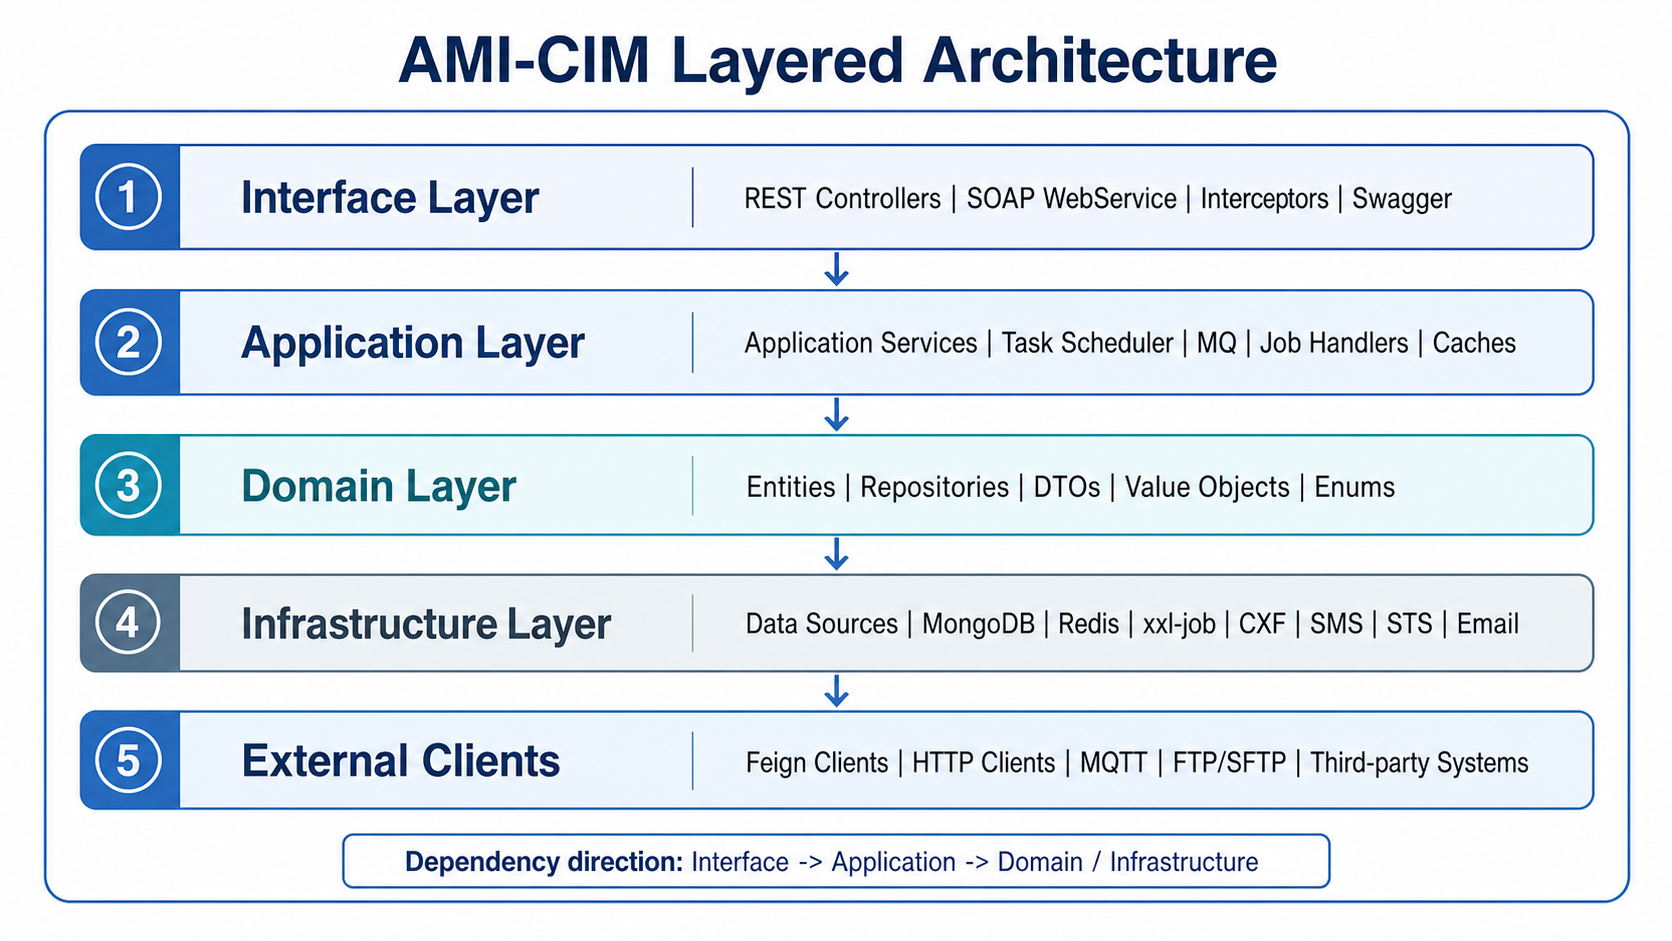 AMI-CIM Layered Architecture
1 Interface Layer REST Controllers | SOAP WebService | Interceptors | Swagger
2 Application Layer Application Services | Task Scheduler | MQ | Job Handlers | Caches
3 Domain Layer Entities | Repositories | DTOs | Value Objects | Enums
4 Infrastructure Layer Data Sources | MongoDB | Redis | xxl-job | CXF | SMS | STS | Email
5 External Clients Feign Clients | HTTP Clients | MQTT | FTP/SFTP | Third-party Systems
Dependency direction: Interface -> Application -> Domain / Infrastructure